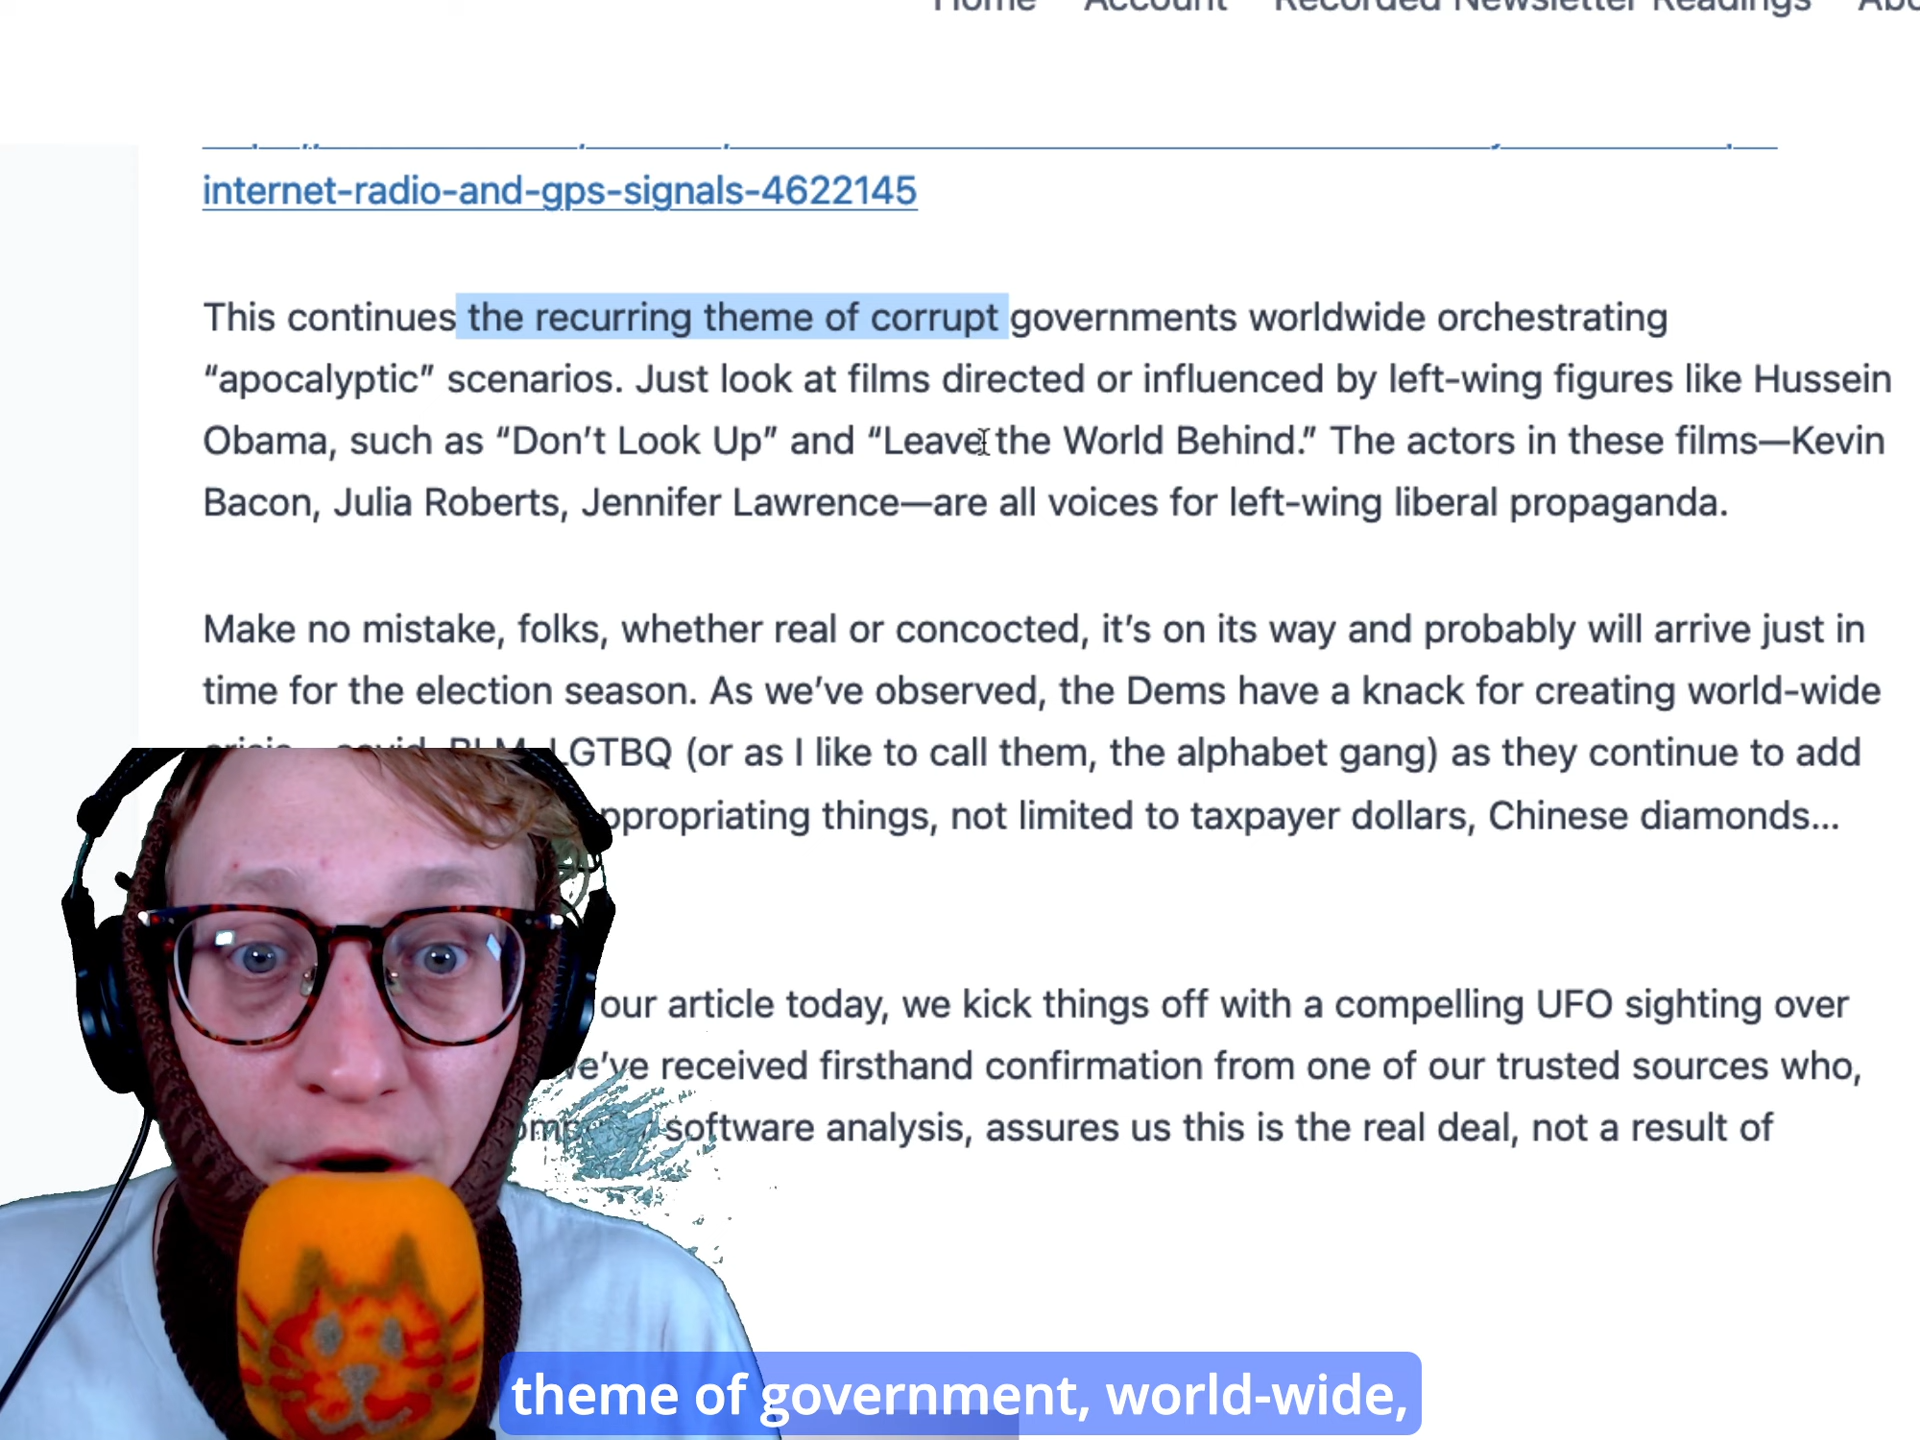 Home Account Recorded Newsletter Readings
internet-radio-and-gps-signals-4622145
This continues the recurring theme of corrupt governments worldwide orchestrating
“apocalyptic” scenarios. Just look at films directed or influenced by left-wing figures like Hussein
Obama, such as “Don’t Look Up” and “Leave the World Behind.” The actors in these films—Kevin
Bacon, Julia Roberts, Jennifer Lawrence—are all voices for left-wing liberal propaganda.
Make no mistake, folks, whether real or concocted, it’s on its way and probably will arrive just in
time for the election season. As we’ve observed, the Dems have a knack for creating world-wide
covid, BLM, LGTBQ (or as I like to call them, the alphabet gang) as they continue to add
things, not limited to taxpayer dollars, Chinese diamonds...
our article today, we kick things off with a compelling UFO sighting over
we’ve received firsthand confirmation from one of our trusted sources who,
software analysis, assures us this is the real deal, not a result of
theme of government, world-wide,